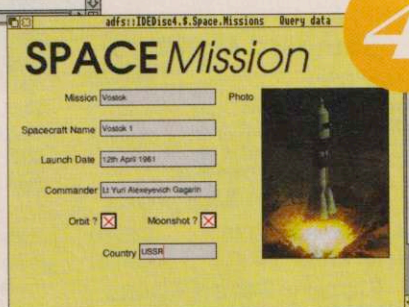 adfs::IDEDisc4.$.Space.Missions Query data
4
SPACE Mission
Mission Vostok Photo
Spacecraft Name Vostok 1
Launch Date 12th April 1961
Commander Lt Yuri Alexeyevich Gagarin
Orbit ? Moonshot ?
Country USSR